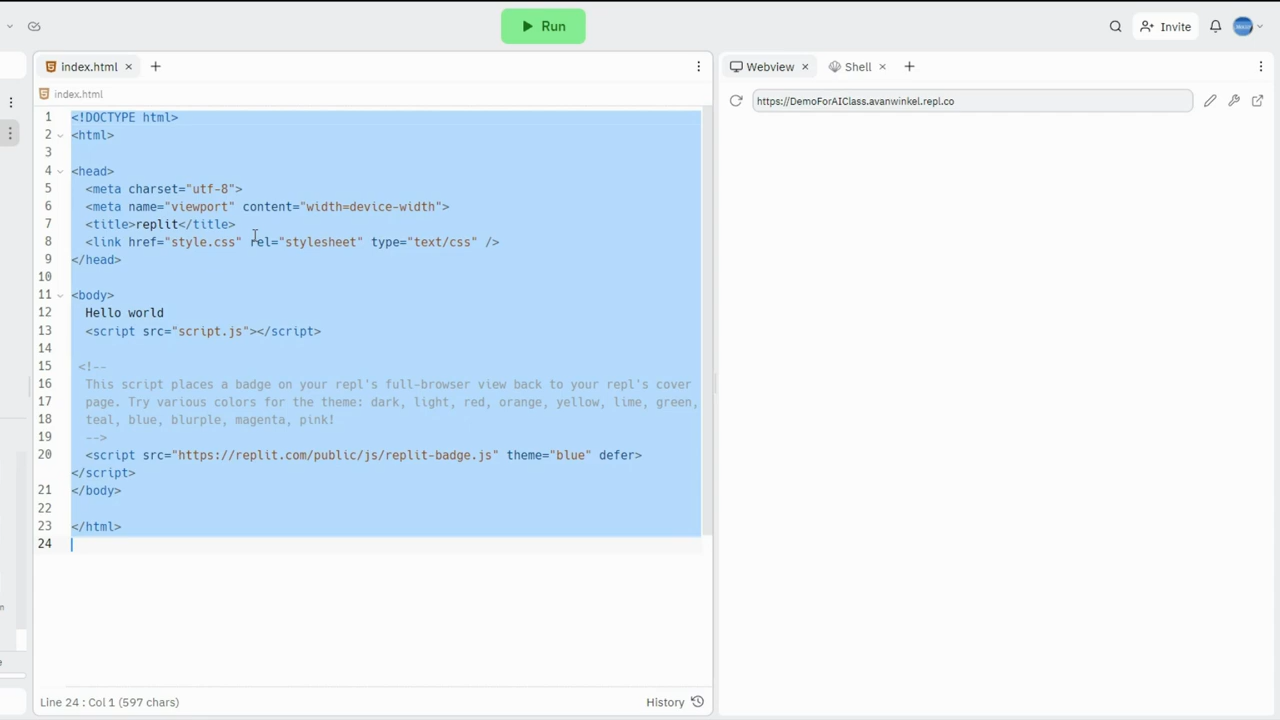 Run
Invite
index.html
Webview
Shell
index.html
https://DemoForAIClass.avanwinkel.repl.co
1 <!DOCTYPE html>
2 <html>
3
4 <head>
5 <meta charset="utf-8">
6 <meta name="viewport" content="width=device-width">
7 <title>replit</title>
8 <link href="style.css" rel="stylesheet" type="text/css" />
9 </head>
10
11 <body>
12 Hello world
13 <script src="script.js"></script>
14
15 <!--
16 This script places a badge on your repl's full-browser view back to your repl's cover
17 page. Try various colors for the theme: dark, light, red, orange, yellow, lime, green,
18 teal, blue, blurple, magenta, pink!
19 -->
20 <script src="https://replit.com/public/js/replit-badge.js" theme="blue" defer>
</script>
21 </body>
22
23 </html>
24
Line 24 : Col 1 (597 chars)
History